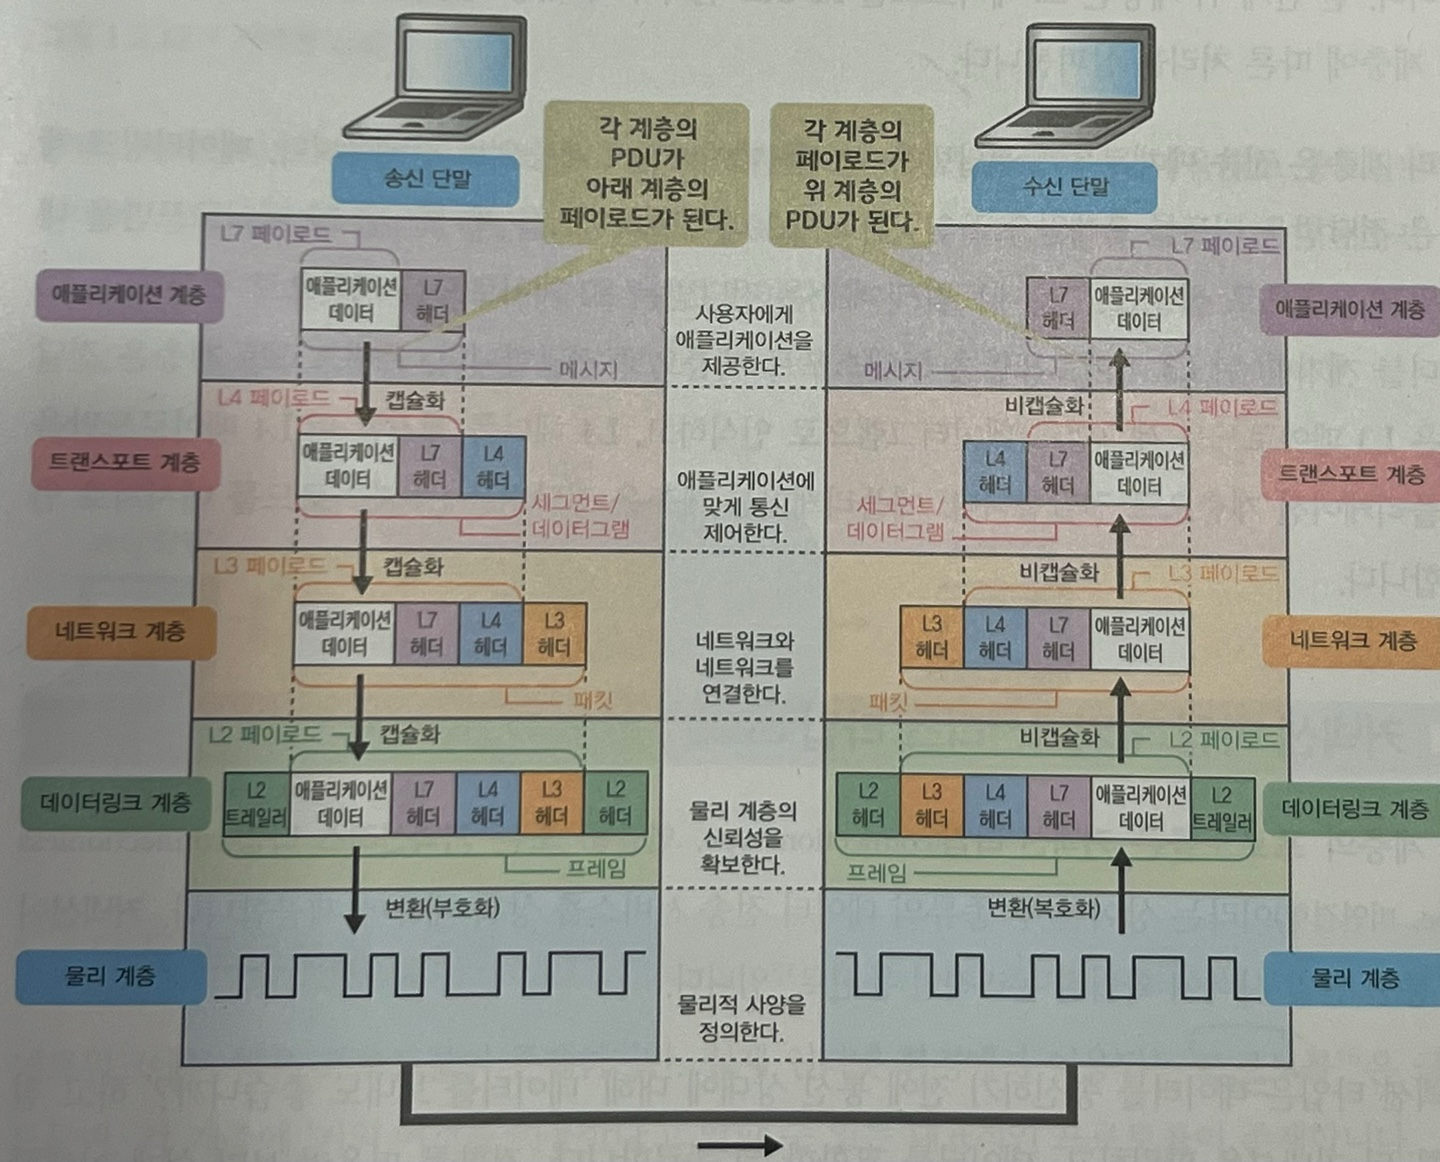 송신 단말
수신 단말
각 계층의
PDU가
아래 계층의
페이로드가 된다.
각 계층의
페이로드가
위 계층의
PDU가 된다.
애플리케이션 계층
L7 페이로드
애플리케이션
데이터
L7
헤더
메시지
사용자에게
애플리케이션을
제공한다.
L7 페이로드
L7
헤더
애플리케이션
데이터
메시지
애플리케이션 계층
트랜스포트 계층
L4 페이로드
캡슐화
애플리케이션
데이터
L7
헤더
L4
헤더
세그먼트/
데이터그램
애플리케이션에
맞게 통신
제어한다.
비캡슐화
L4 페이로드
L4
헤더
L7
헤더
애플리케이션
데이터
세그먼트/
데이터그램
트랜스포트 계층
네트워크 계층
L3 페이로드
캡슐화
애플리케이션
데이터
L7
헤더
L4
헤더
L3
헤더
패킷
네트워크와
네트워크를
연결한다.
비캡슐화
L3 페이로드
L3
헤더
L4
헤더
L7
헤더
애플리케이션
데이터
패킷
네트워크 계층
데이터링크 계층
L2 페이로드
캡슐화
L2
트레일러
애플리케이션
데이터
L7
헤더
L4
헤더
L3
헤더
L2
헤더
프레임
물리 계층의
신뢰성을
확보한다.
비캡슐화
L2 페이로드
L2
헤더
L3
헤더
L4
헤더
L7
헤더
애플리케이션
데이터
L2
트레일러
프레임
데이터링크 계층
물리 계층
변환(부호화)
물리적 사양을
정의한다.
변환(복호화)
물리 계층